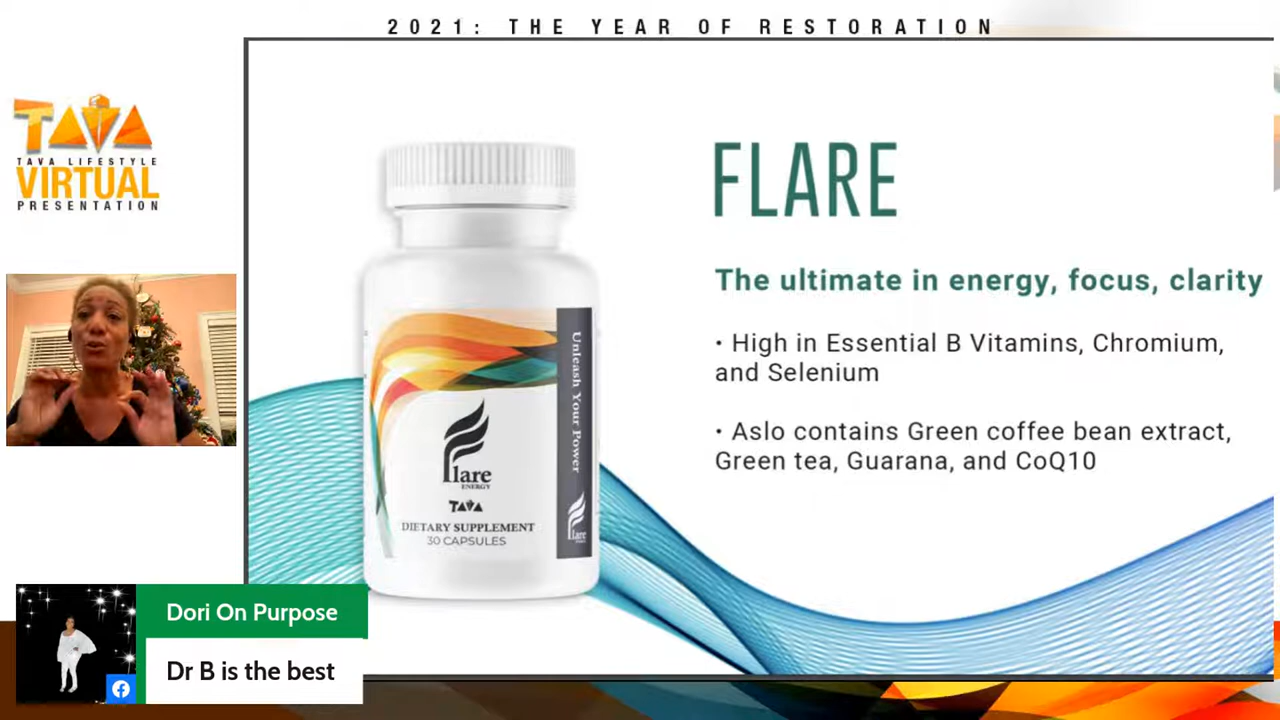 2021: THE YEAR OF RESTORATION
TAVA
TAVA LIFESTYLE
VIRTUAL
PRESENTATION
FLARE
The ultimate in energy, focus, clarity
• High in Essential B Vitamins, Chromium,
and Selenium
• Aslo contains Green coffee bean extract,
Green tea, Guarana, and CoQ10
Unleash Your Power
Flare
ENERGY
TAVA
DIETARY SUPPLEMENT
30 CAPSULES
Flare
Dori On Purpose
Dr B is the best